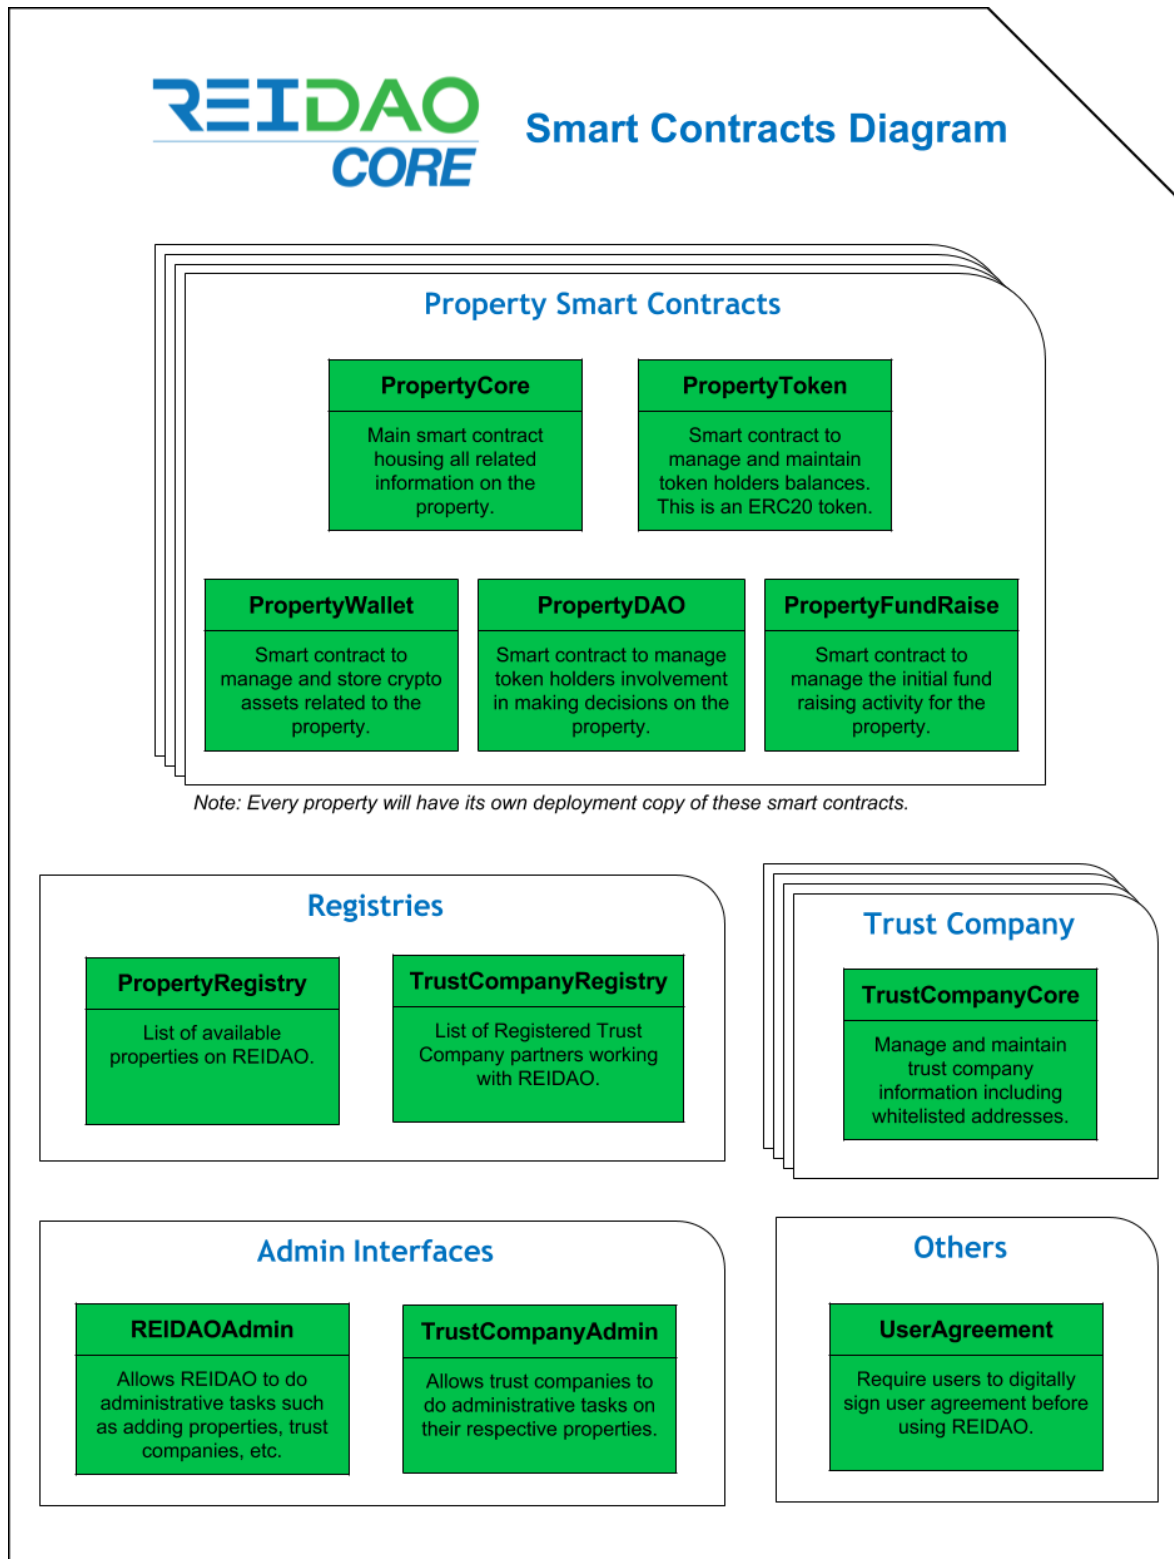 REIDAO
CORE
Smart Contracts Diagram
Property Smart Contracts
PropertyCore
Main smart contract
housing all related
information on the
property.
PropertyToken
Smart contract to
manage and maintain
token holders balances.
This is an ERC20 token.
PropertyWallet
Smart contract to
manage and store crypto
assets related to the
property.
PropertyDAO
Smart contract to manage
token holders involvement
in making decisions on the
property.
PropertyFundRaise
Smart contract to
manage the initial fund
raising activity for the
property.
Note: Every property will have its own deployment copy of these smart contracts.
Registries
PropertyRegistry
List of available
properties on REIDAO.
TrustCompanyRegistry
List of Registered Trust
Company partners working
with REIDAO.
Trust Company
TrustCompanyCore
Manage and maintain
trust company
information including
whitelisted addresses.
Admin Interfaces
REIDAOAdmin
Allows REIDAO to do
administrative tasks such
as adding properties, trust
companies, etc.
TrustCompanyAdmin
Allows trust companies to
do administrative tasks on
their respective properties.
Others
UserAgreement
Require users to digitally
sign user agreement before
using REIDAO.